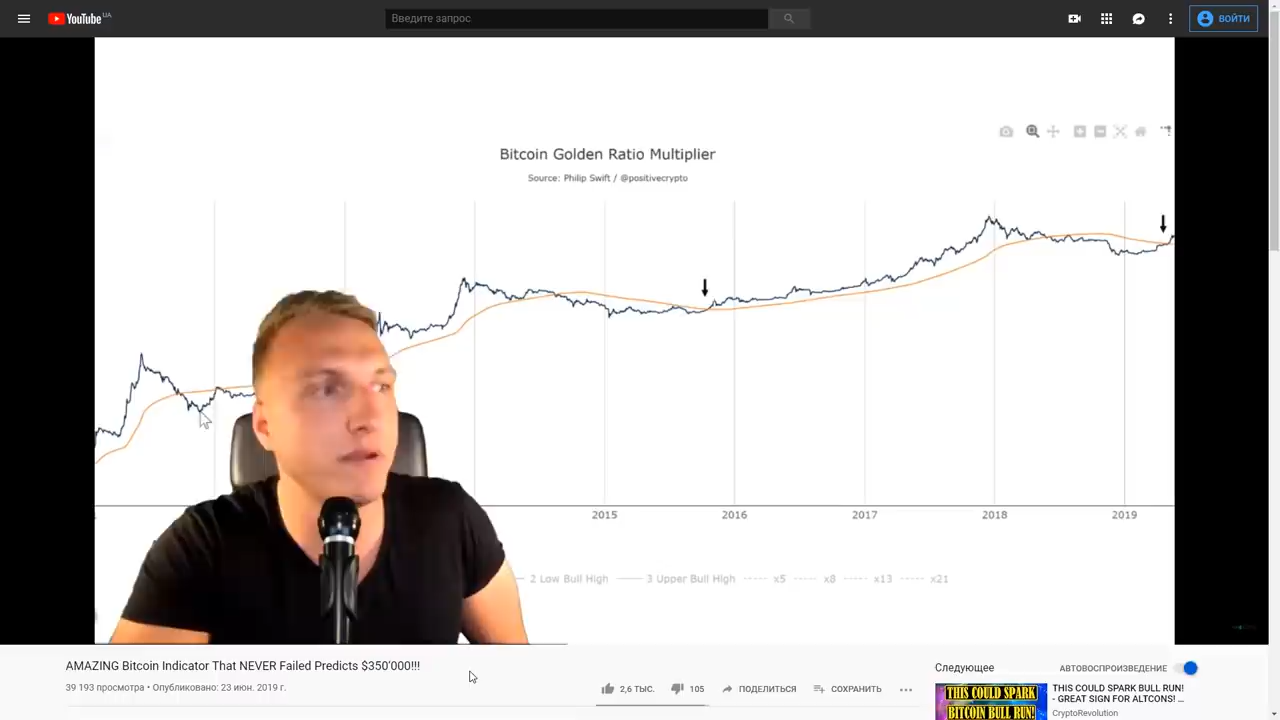 YouTube UA
Введите запрос
ВОЙТИ
Bitcoin Golden Ratio Multiplier
Source: Philip Swift / @positivecrypto
2015 2016 2017 2018 2019
2 Low Bull High 3 Upper Bull High x5 x8 x13 x21
AMAZING Bitcoin Indicator That NEVER Failed Predicts $350'000!!!
39 193 просмотра • Опубликовано: 23 июн. 2019 г.
2,6 ТЫС. 105 ПОДЕЛИТЬСЯ СОХРАНИТЬ
Следующее
АВТОВОСПРОИЗВЕДЕНИЕ
THIS COULD SPARK
BITCOIN BULL RUN!
THIS COULD SPARK BULL RUN!
- GREAT SIGN FOR ALTCONS! ...
CryptoRevolution